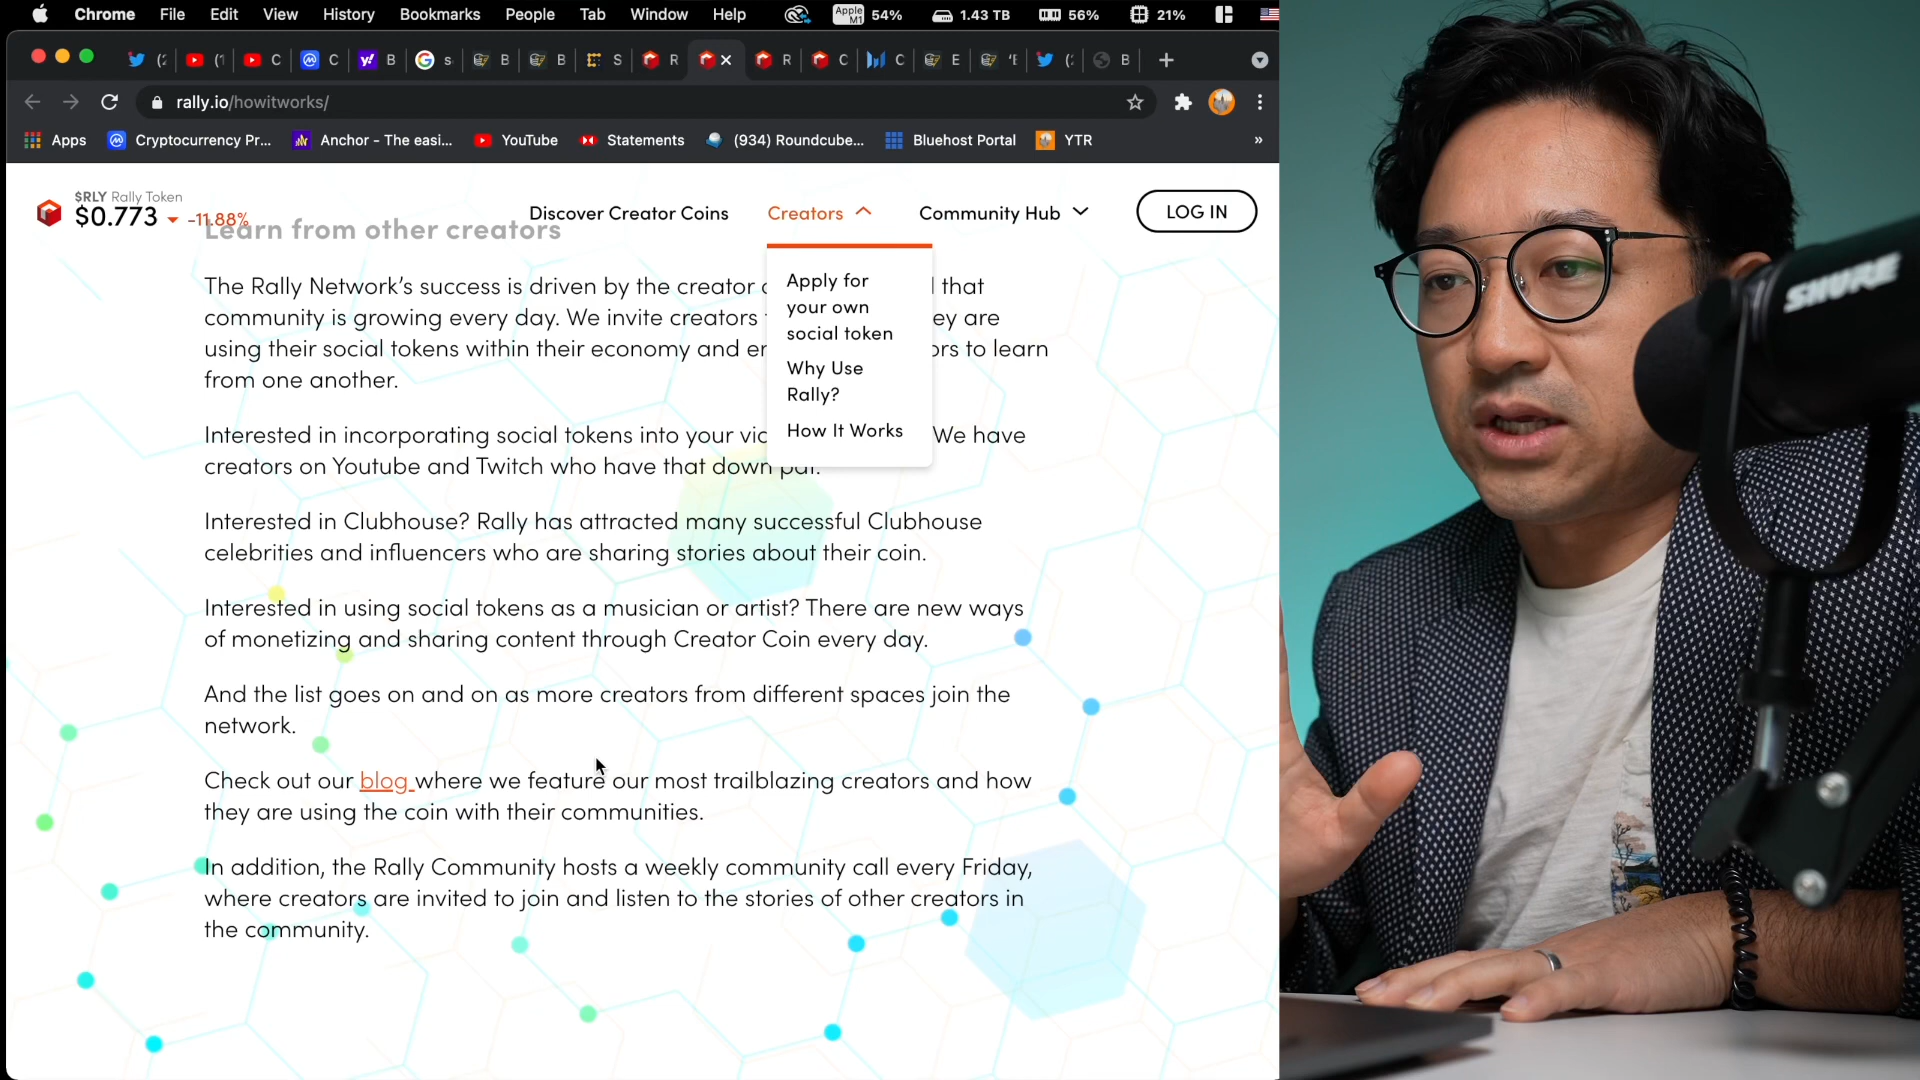 Chrome File Edit View History Bookmarks People Tab Window Help Apple M1 54% 1.43 TB 56% 21%
rally.io/howitworks/
Apps Cryptocurrency Pr... Anchor - The easi... YouTube Statements (934) Roundcube... Bluehost Portal YTR »
$RLY Rally Token
$0.773 -11.88%
Discover Creator Coins Creators Community Hub LOG IN
Learn from other creators
Apply for
your own
social token
Why Use
Rally?
How It Works
The Rally Network's success is driven by the creator that
community is growing every day. We invite creators ey are
using their social tokens within their economy and en ors to learn
from one another.
Interested in incorporating social tokens into your vid We have
creators on Youtube and Twitch who have that down pat.
Interested in Clubhouse? Rally has attracted many successful Clubhouse
celebrities and influencers who are sharing stories about their coin.
Interested in using social tokens as a musician or artist? There are new ways
of monetizing and sharing content through Creator Coin every day.
And the list goes on and on as more creators from different spaces join the
network.
Check out our blog where we feature our most trailblazing creators and how
they are using the coin with their communities.
In addition, the Rally Community hosts a weekly community call every Friday,
where creators are invited to join and listen to the stories of other creators in
the community.
SHURE